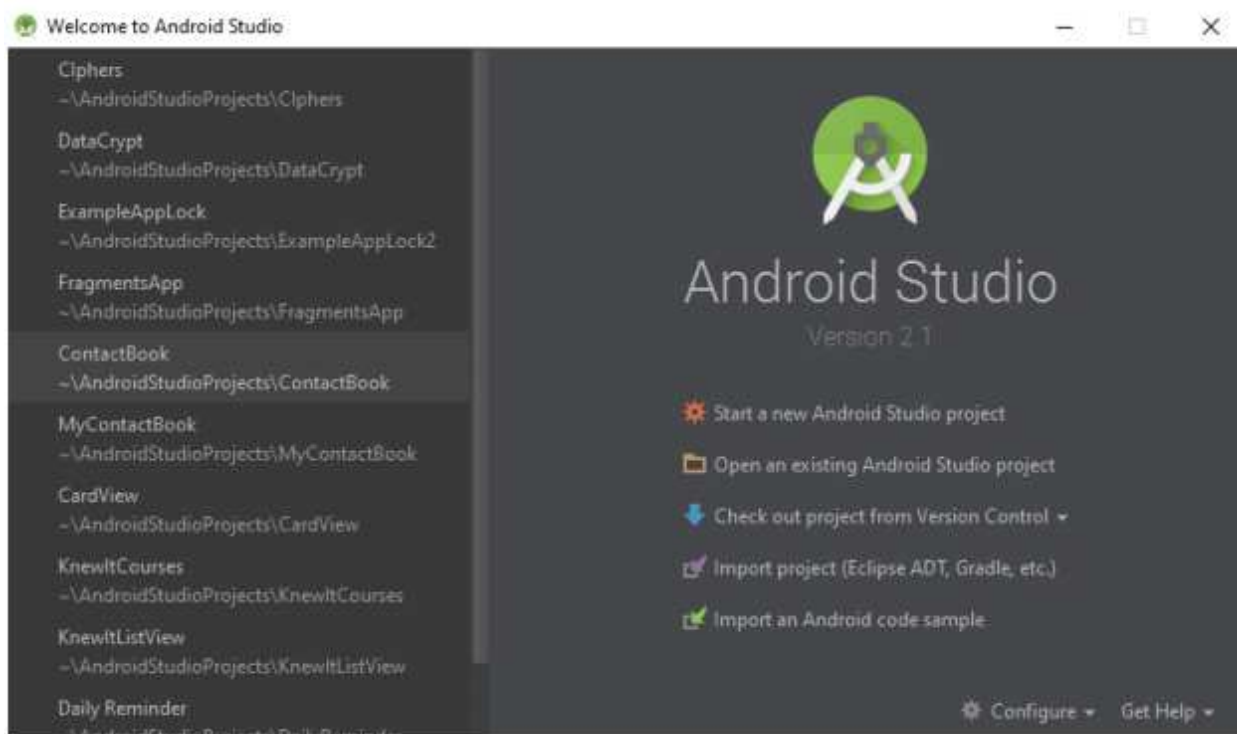 Welcome to Android Studio
CIphers
~\AndroidStudioProjects\CIphers
DataCrypt
~\AndroidStudioProjects\DataCrypt
ExampleAppLock
~\AndroidStudioProjects\ExampleAppLock2
FragmentsApp
~\AndroidStudioProjects\FragmentsApp
ContactBook
~\AndroidStudioProjects\ContactBook
MyContactBook
~\AndroidStudioProjects\MyContactBook
CardView
~\AndroidStudioProjects\CardView
KnewItCourses
~\AndroidStudioProjects\KnewItCourses
KnewItListView
~\AndroidStudioProjects\KnewItListView
Daily Reminder
Android Studio
Version 2.1
Start a new Android Studio project
Open an existing Android Studio project
Check out project from Version Control
Import project (Eclipse ADT, Gradle, etc.)
Import an Android code sample
Configure
Get Help